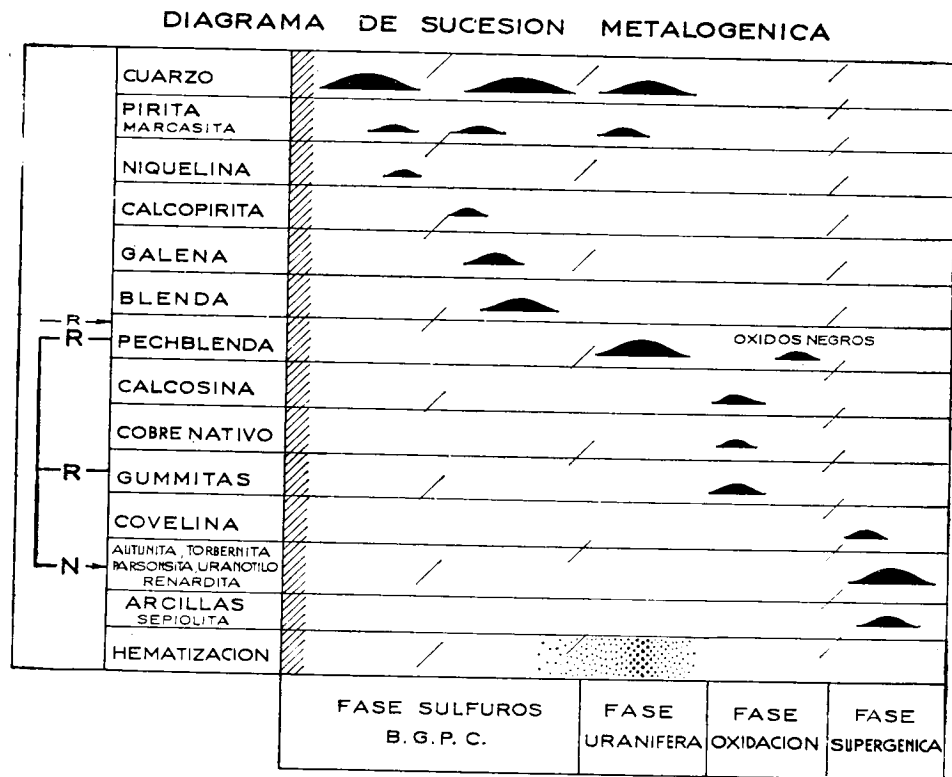 DIAGRAMA DE SUCESION METALOGENICA
CUARZO
PIRITA
MARCASITA
NIQUELINA
CALCOPIRITA
GALENA
BLENDA
R
R
PECHBLENDA
OXIDOS NEGROS
CALCOSINA
COBRE NATIVO
R
GUMMITAS
COVELINA
AUTUNITA, TORBERNITA
PARSONSITA, URANOTILO
N
RENARDITA
ARCILLAS
SEPIOLITA
HEMATIZACION
FASE SULFUROS
B. G. P. C.
FASE
URANIFERA
FASE
OXIDACION
FASE
SUPERGENICA